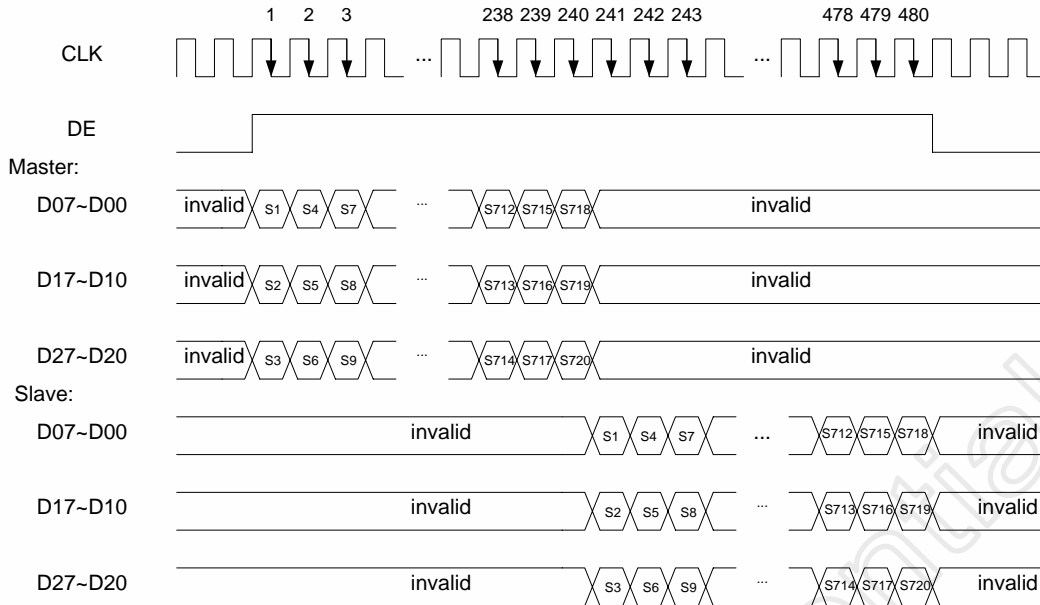 1 2 3 238 239 240 241 242 243 478 479 480
CLK ... ...
DE
Master:
D07~D00 invalid S1 S4 S7 ... S712 S715 S718 invalid
D17~D10 invalid S2 S5 S8 ... S713 S716 S719 invalid
D27~D20 invalid S3 S6 S9 ... S714 S717 S720 invalid
Slave:
D07~D00 invalid S1 S4 S7 ... S712 S715 S718 invalid
D17~D10 invalid S2 S5 S8 ... S713 S716 S719 invalid
D27~D20 invalid S3 S6 S9 ... S714 S717 S720 invalid